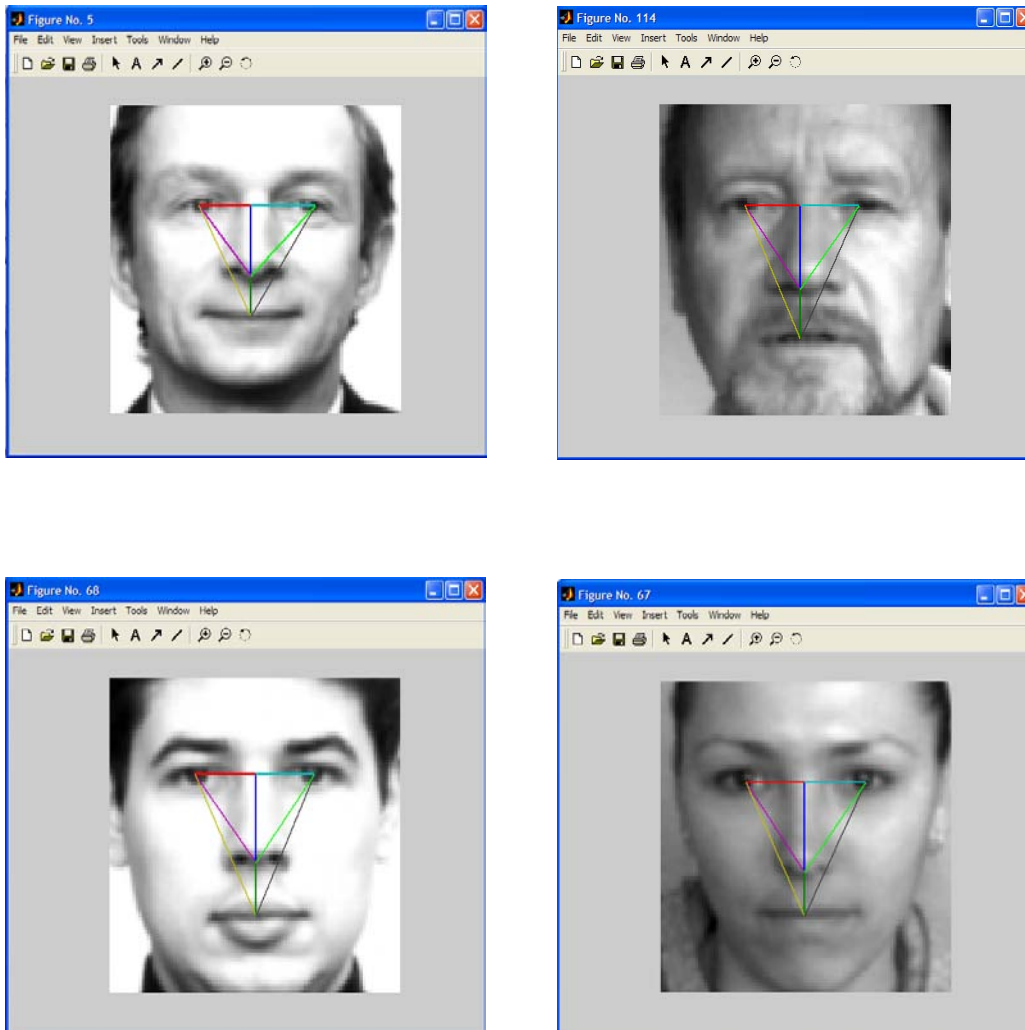 Figure No. 5
File Edit View Insert Tools Window Help
A
Figure No. 114
File Edit View Insert Tools Window Help
A
Figure No. 68
File Edit View Insert Tools Window Help
A
Figure No. 67
File Edit View Insert Tools Window Help
A